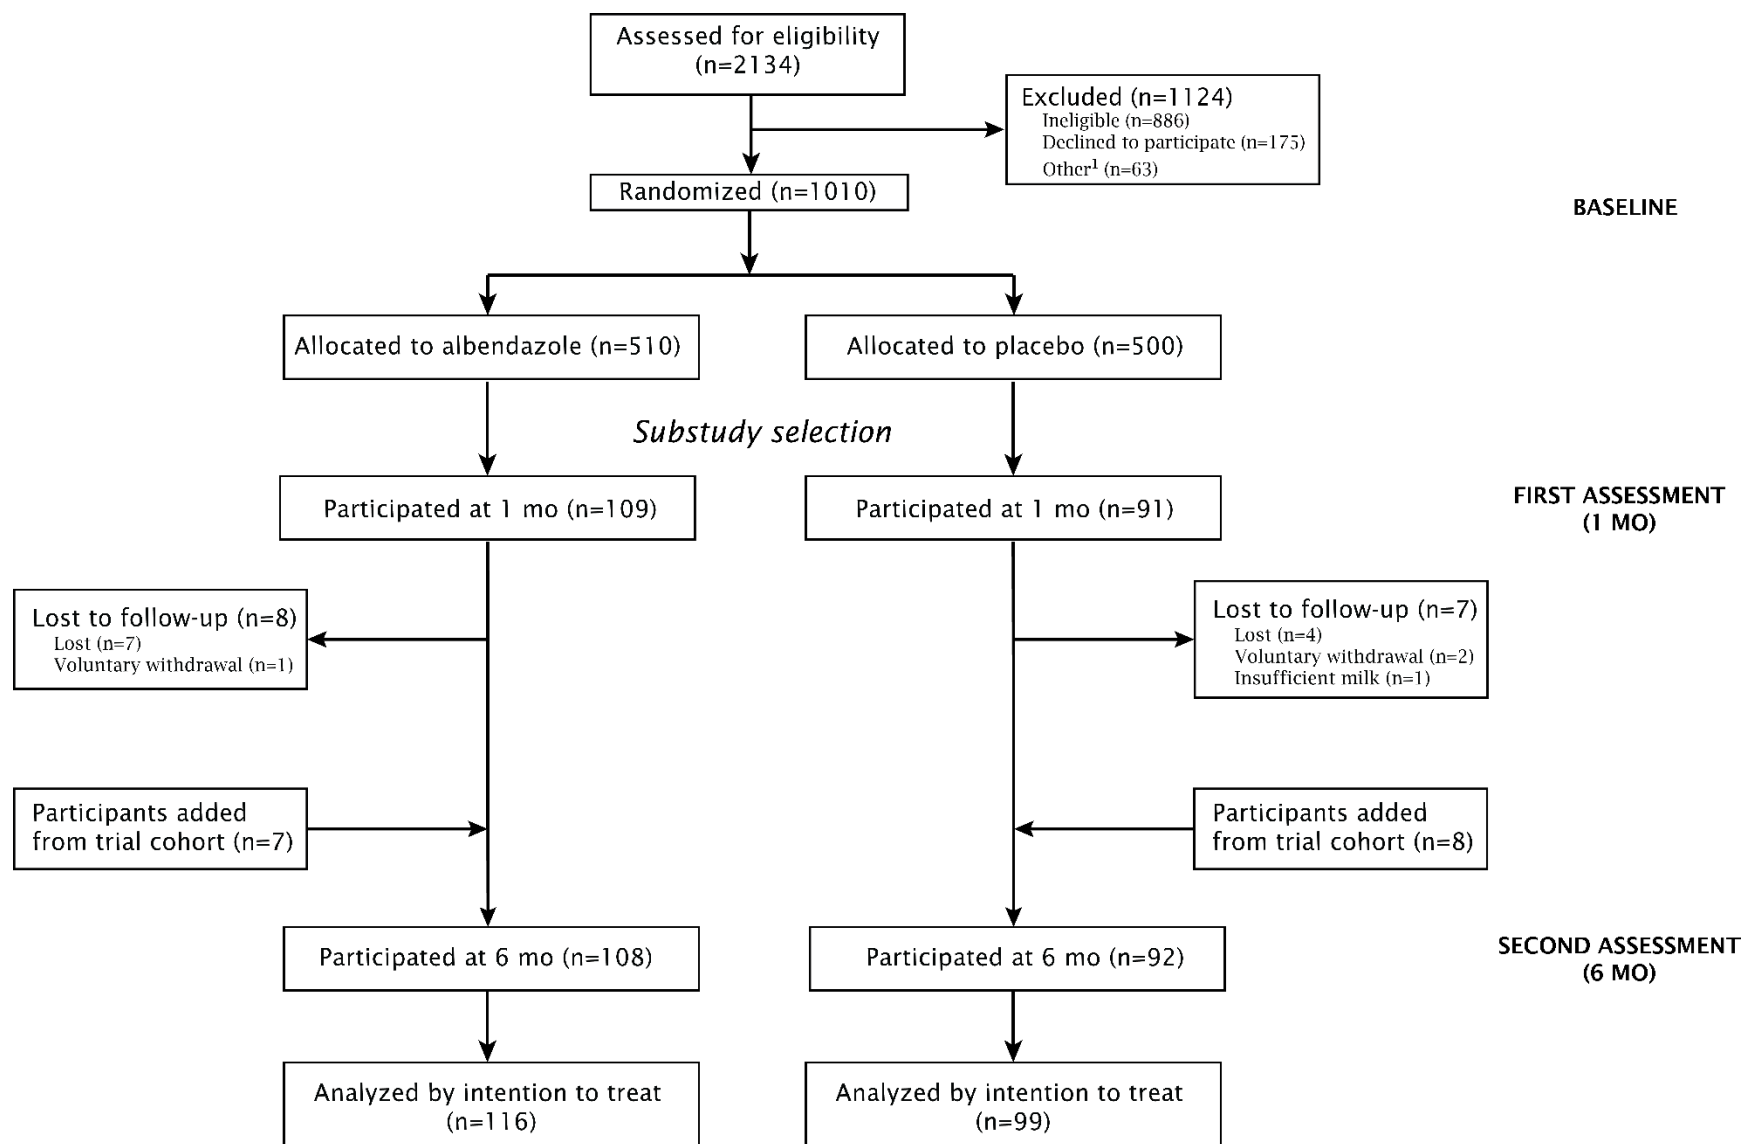 Assessed for eligibility
(n=2134)
Excluded (n=1124)
Ineligible (n=886)
Declined to participate (n=175)
Other¹ (n=63)
Randomized (n=1010)
BASELINE
Allocated to albendazole (n=510)
Allocated to placebo (n=500)
Substudy selection
Participated at 1 mo (n=109)
Participated at 1 mo (n=91)
FIRST ASSESSMENT
(1 MO)
Lost to follow-up (n=8)
Lost (n=7)
Voluntary withdrawal (n=1)
Lost to follow-up (n=7)
Lost (n=4)
Voluntary withdrawal (n=2)
Insufficient milk (n=1)
Participants added
from trial cohort (n=7)
Participants added
from trial cohort (n=8)
Participated at 6 mo (n=108)
Participated at 6 mo (n=92)
SECOND ASSESSMENT
(6 MO)
Analyzed by intention to treat
(n=116)
Analyzed by intention to treat
(n=99)